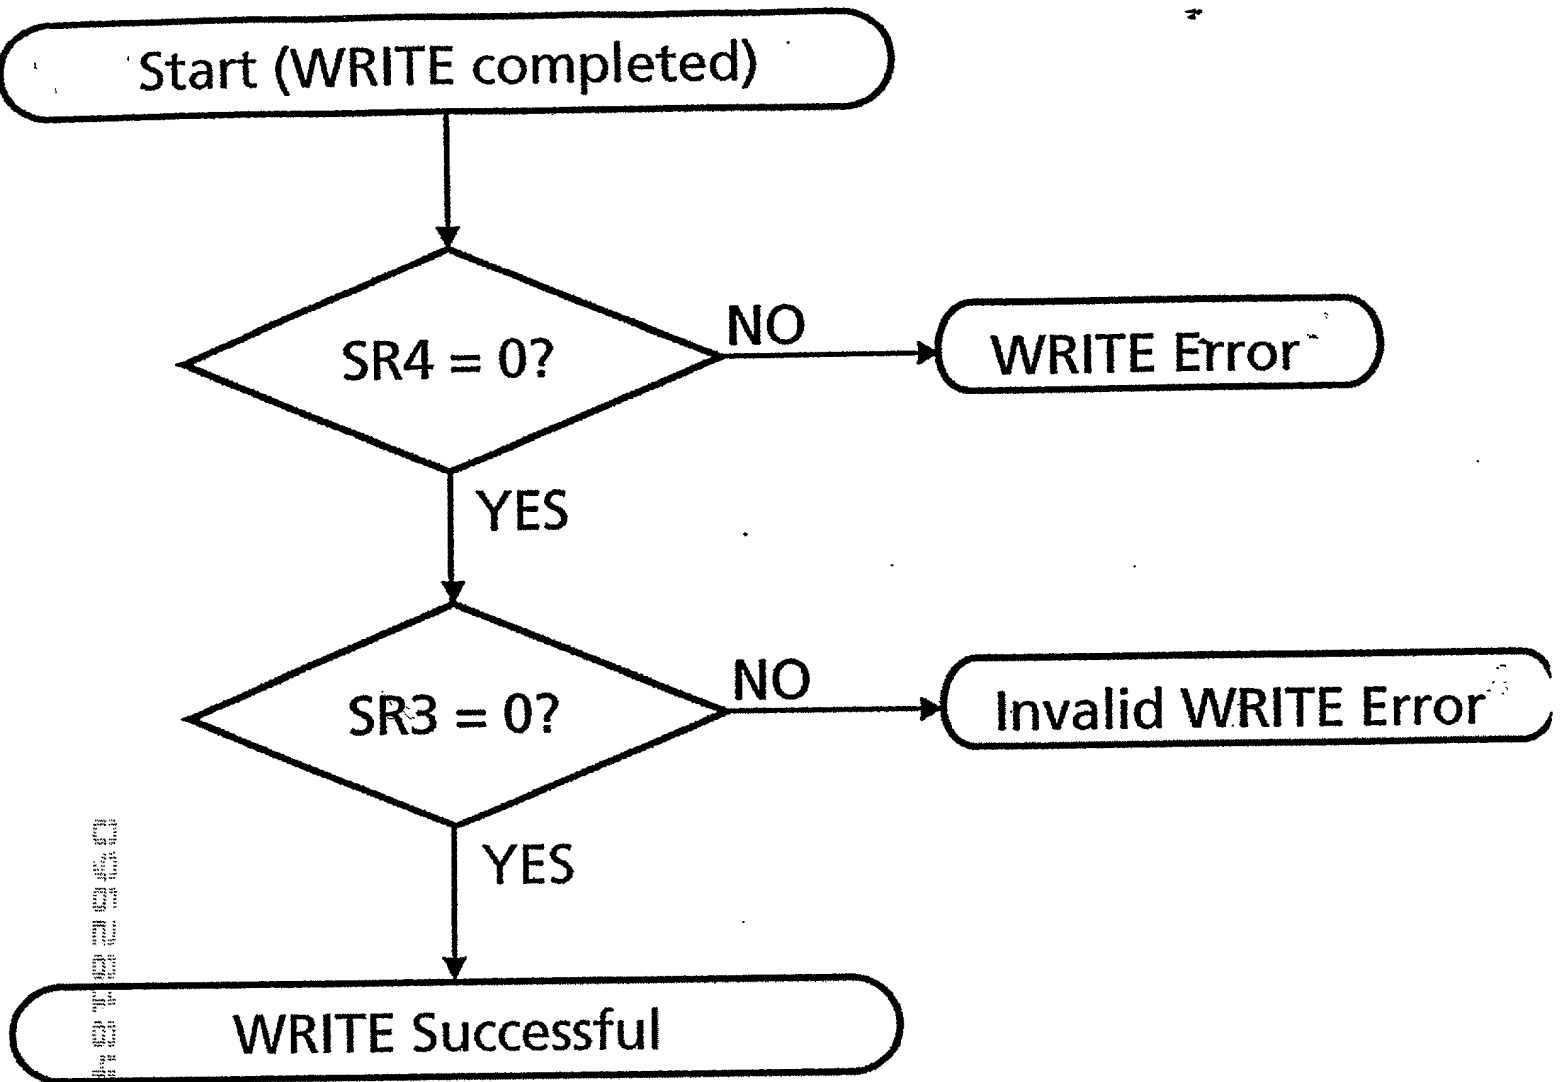 Start (WRITE completed)
SR4 = 0?
NO
WRITE Error
YES
SR3 = 0?
NO
Invalid WRITE Error
YES
WRITE Successful